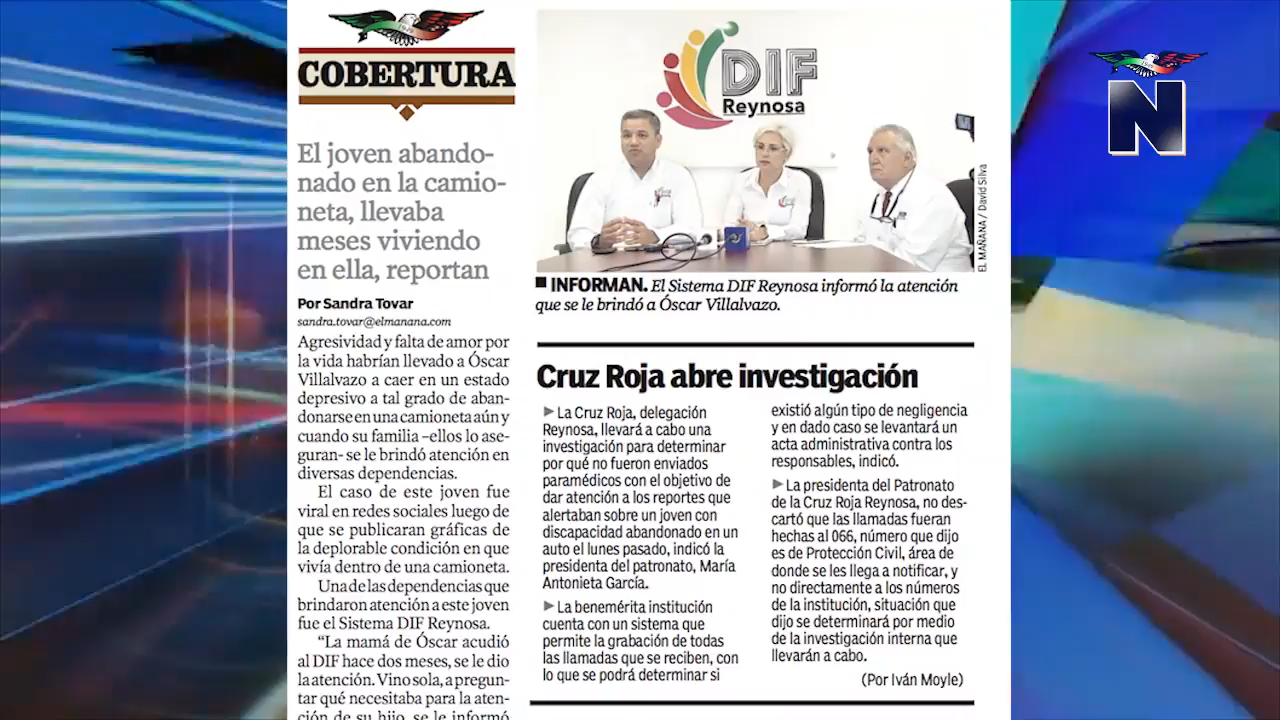 COBERTURA
El joven abando-
nado en la camio-
neta, llevaba
meses viviendo
en ella, reportan
Por Sandra Tovar
sandra.tovar@elmanana.com
Agresividad y falta de amor por
la vida habrían llevado a Óscar
Villalvazo a caer en un estado
depresivo a tal grado de aban-
donarse en una camioneta aún y
cuando su familia –ellos lo ase-
guran- se le brindó atención en
diversas dependencias.
El caso de este joven fue
viral en redes sociales luego de
que se publicaran gráficas de
la deplorable condición en que
vivía dentro de una camioneta.
Una de las dependencias que
brindaron atención a este joven
fue el Sistema DIF Reynosa.
“La mamá de Óscar acudió
al DIF hace dos meses, se le dio
la atención. Vino sola, a pregun-
tar qué necesitaba para la aten-
ción de su hijo, se le informó
DIF
Reynosa
EL MAÑANA / David Silva
INFORMAN. El Sistema DIF Reynosa informó la atención
que se le brindó a Óscar Villalvazo.
Cruz Roja abre investigación
La Cruz Roja, delegación
Reynosa, llevará a cabo una
investigación para determinar
por qué no fueron enviados
paramédicos con el objetivo de
dar atención a los reportes que
alertaban sobre un joven con
discapacidad abandonado en un
auto el lunes pasado, indicó la
presidenta del patronato, María
Antonieta García.
La benemérita institución
cuenta con un sistema que
permite la grabación de todas
las llamadas que se reciben, con
lo que se podrá determinar si
existió algún tipo de negligencia
y en dado caso se levantará un
acta administrativa contra los
responsables, indicó.
La presidenta del Patronato
de la Cruz Roja Reynosa, no des-
cartó que las llamadas fueran
hechas al 066, número que dijo
es de Protección Civil, área de
donde se les llega a notificar, y
no directamente a los números
de la institución, situación que
dijo se determinará por medio
de la investigación interna que
llevarán a cabo.
(Por Iván Moyle)
N